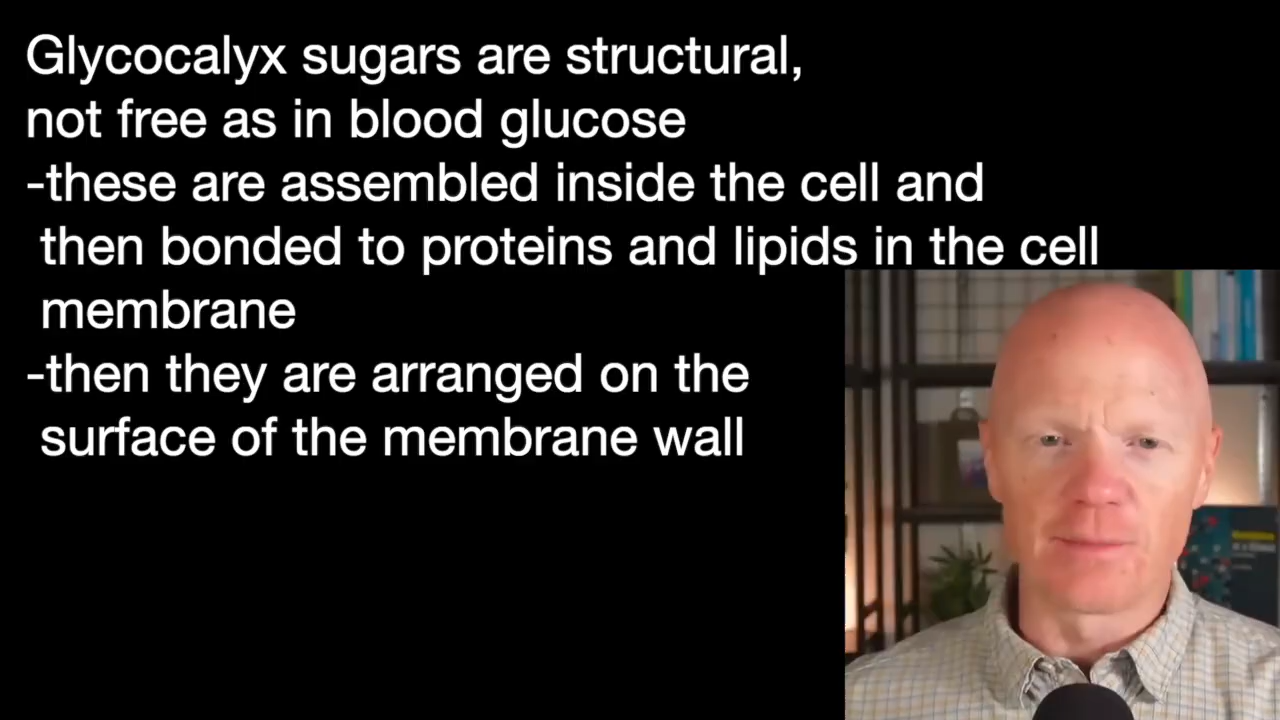 Glycocalyx sugars are structural,
not free as in blood glucose
-these are assembled inside the cell and
then bonded to proteins and lipids in the cell
membrane
-then they are arranged on the
surface of the membrane wall